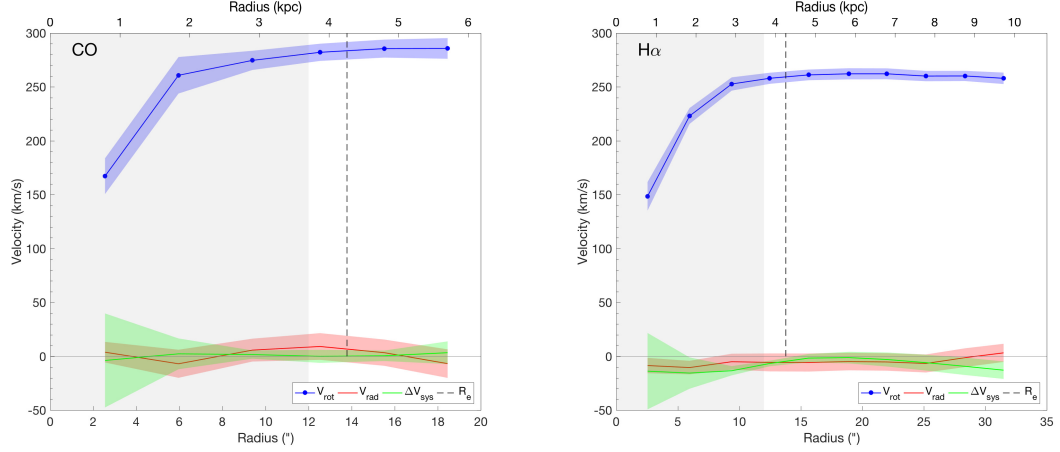 Radius (kpc)
0 1 2 3 4 5 6
300
250
200
150
100
50
0
-50
Velocity (km/s)
CO
V_rot V_rad ΔV_sys R_e
0 2 4 6 8 10 12 14 16 18 20
Radius (")
Radius (kpc)
0 1 2 3 4 5 6 7 8 9 10
300
250
200
150
100
50
0
-50
Velocity (km/s)
Hα
V_rot V_rad ΔV_sys R_e
0 5 10 15 20 25 30 35
Radius (")